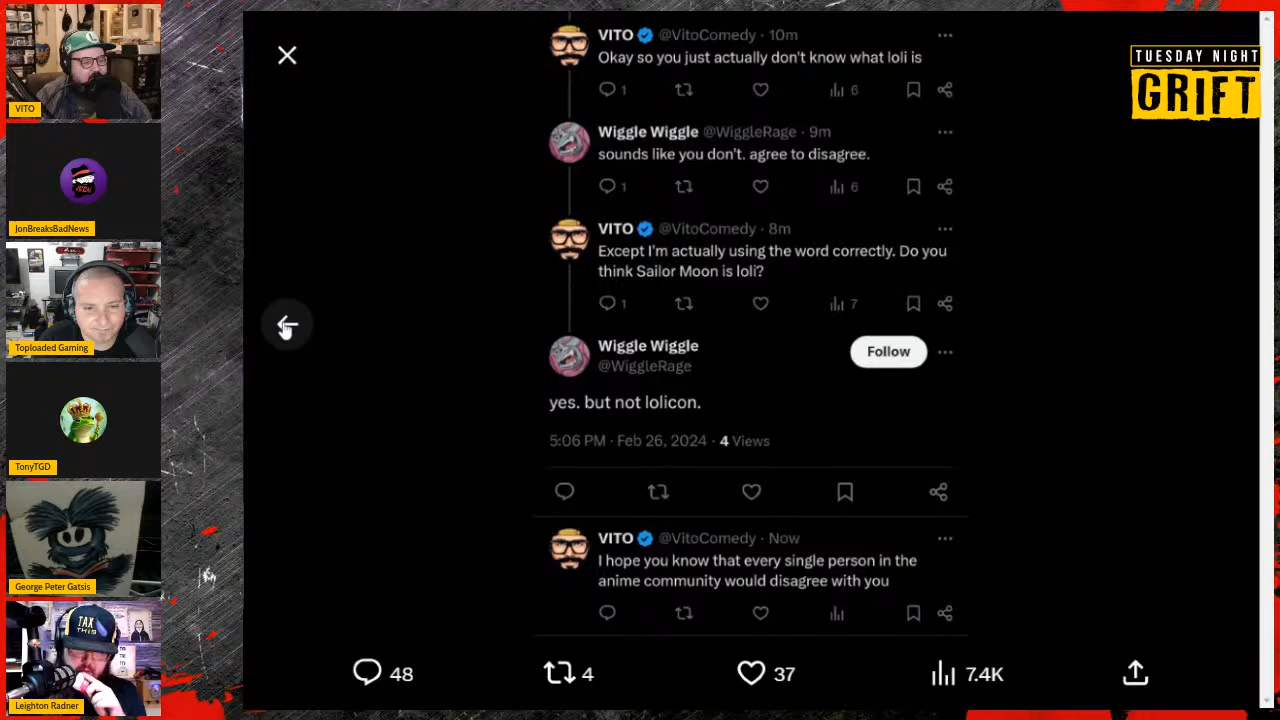 VITO @VitoComedy · 10m
Okay so you just actually don't know what loli is
1
6
Wiggle Wiggle @WiggleRage · 9m
sounds like you don't. agree to disagree.
1
6
VITO @VitoComedy · 8m
Except I'm actually using the word correctly. Do you
think Sailor Moon is loli?
1
7
Wiggle Wiggle
@WiggleRage
Follow
yes. but not lolicon.
5:06 PM · Feb 26, 2024 · 4 Views
VITO @VitoComedy · Now
I hope you know that every single person in the
anime community would disagree with you
48
4
37
7.4K
TUESDAY NIGHT
GRIFT
VITO
JonBreaksBadNews
Toploaded Gaming
TonyTGD
George Peter Gatsis
TAX
THIS
Leighton Radner